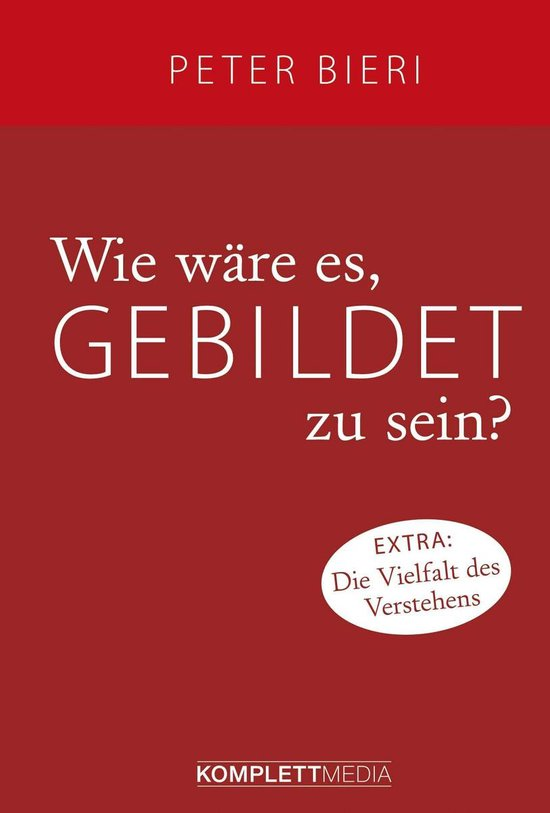 PETER BIERI
Wie wäre es,
GEBILDET
zu sein?
EXTRA:
Die Vielfalt des
Verstehens
KOMPLETTMEDIA